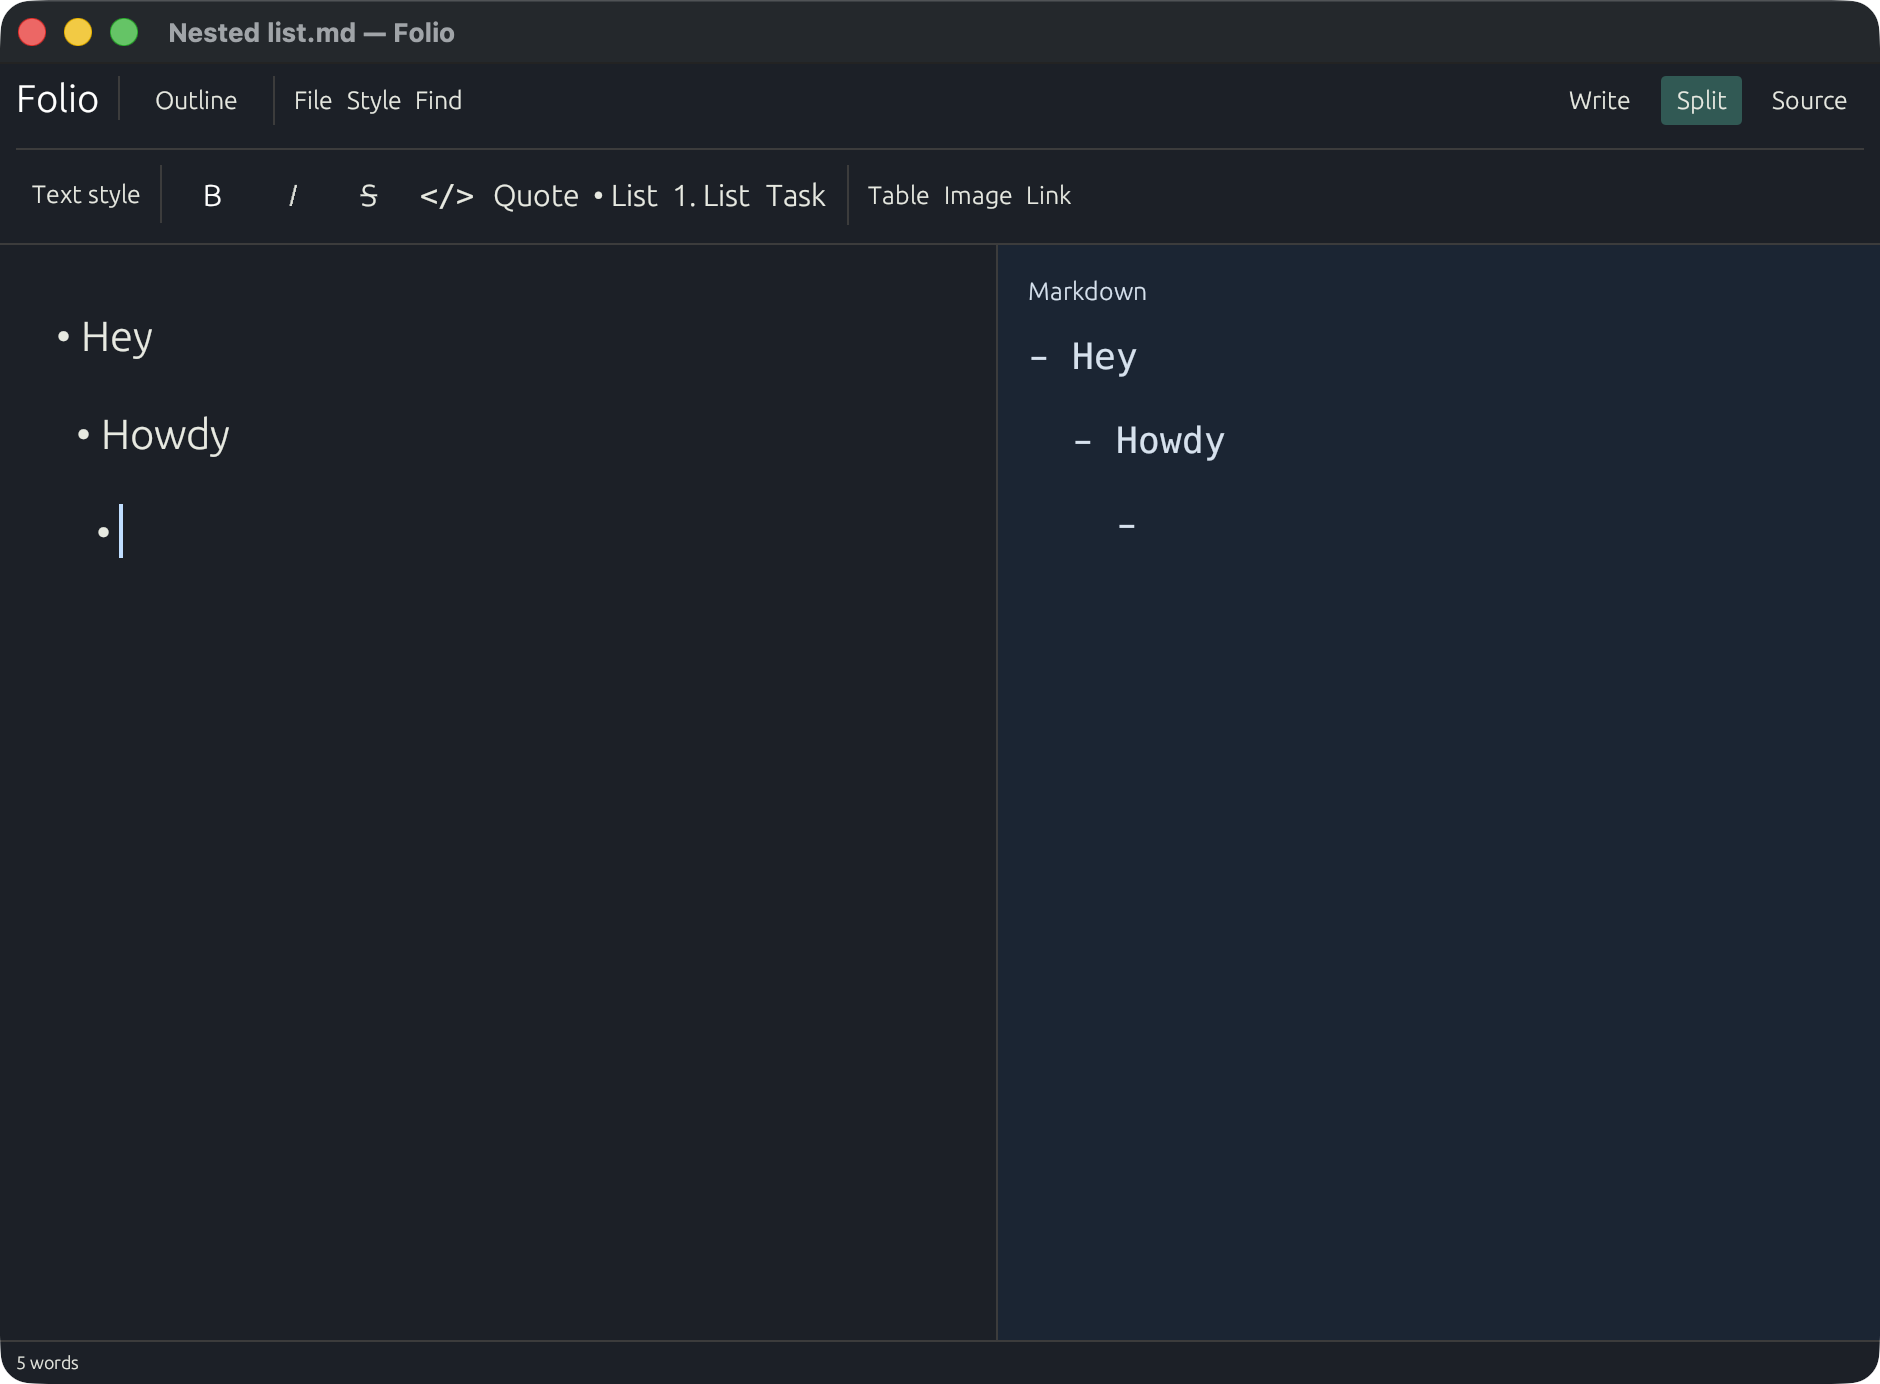 Nested list.md — Folio
Folio Outline File Style Find Write Split Source
Text style B I S </> Quote • List 1. List Task Table Image Link
• Hey
• Howdy
•
Markdown
- Hey
- Howdy
-
5 words